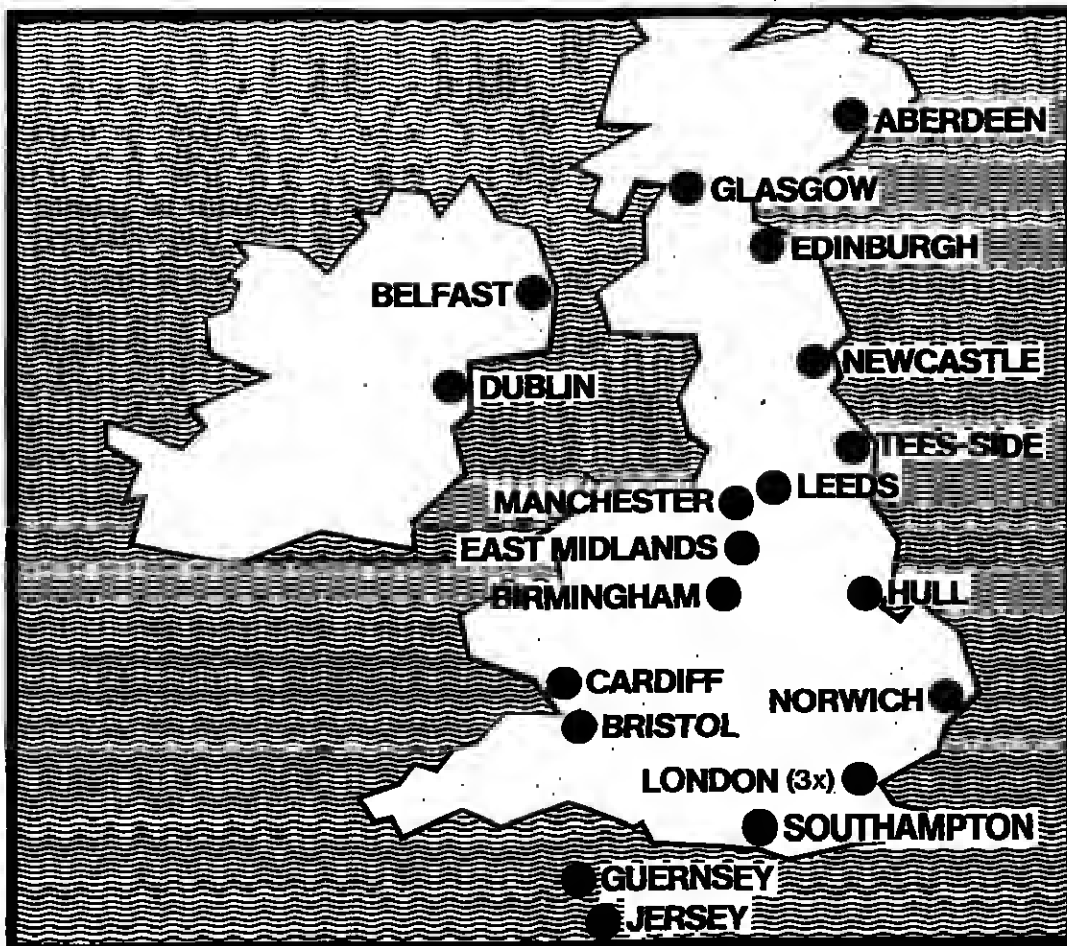 ABERDEEN
GLASGOW
EDINBURGH
BELFAST
NEWCASTLE
DUBLIN
TEES-SIDE
LEEDS
MANCHESTER
EAST MIDLANDS
BIRMINGHAM
HULL
CARDIFF
NORWICH
BRISTOL
LONDON (3x)
SOUTHAMPTON
GUERNSEY
JERSEY